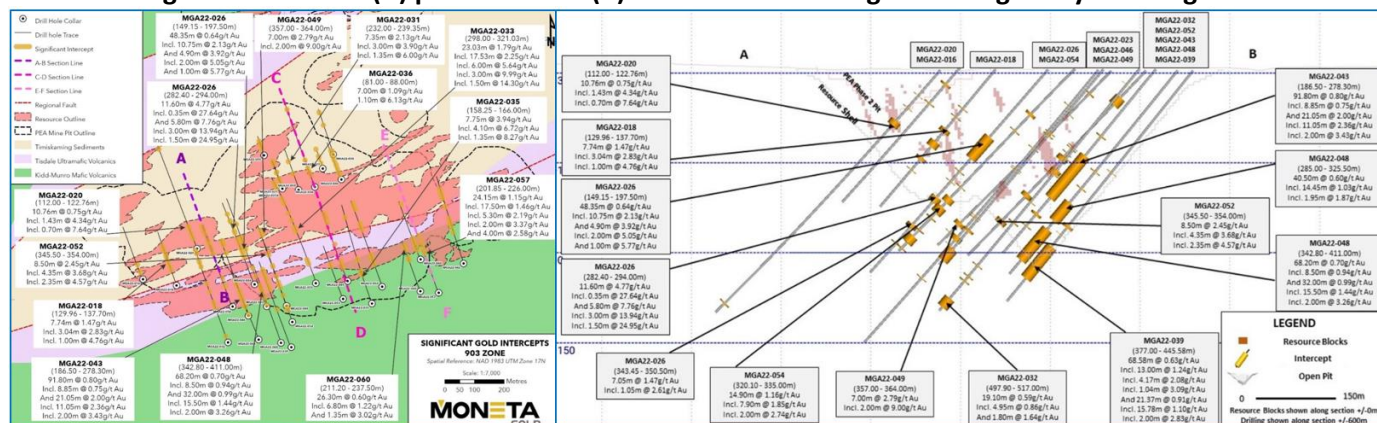 Drill Hole Collar
Drill hole Trace
Significant Intercept
A-B Section Line
C-D Section Line
E-F Section Line
Regional Fault
Resource Outline
PEA Mine Pit Outline
Timiskaming Sediments
Tisdale Ultramafic Volcanics
Kidd-Munro Mafic Volcanics
MGA22-026
(149.15 - 197.50m)
48.35m @ 0.64g/t Au
Incl. 10.75m @ 2.13g/t Au
And 4.90m @ 3.92g/t Au
Incl. 2.00m @ 5.05g/t Au
And 1.00m @ 5.77g/t Au
MGA22-026
(282.40 - 294.00m)
11.60m @ 4.77g/t Au
Incl. 0.35m @ 27.64g/t Au
And 5.80m @ 7.76g/t Au
Incl. 3.00m @ 13.94g/t Au
Incl. 1.50m @ 24.95g/t Au
MGA22-049
(357.00 - 364.00m)
7.00m @ 2.79g/t Au
Incl. 2.00m @ 9.00g/t Au
MGA22-031
(232.00 - 239.35m)
7.35m @ 2.13g/t Au
Incl. 3.00m @ 3.90g/t Au
Incl. 1.35m @ 6.00g/t Au
MGA22-033
(298.00 - 321.03m)
23.03m @ 1.79g/t Au
Incl. 17.53m @ 2.25g/t Au
Incl. 6.00m @ 5.64g/t Au
Incl. 3.00m @ 9.99g/t Au
Incl. 1.50m @ 14.30g/t Au
MGA22-036
(81.00 - 88.00m)
7.00m @ 1.09g/t Au
1.10m @ 6.13g/t Au
MGA22-035
(158.25 - 166.00m)
7.75m @ 3.94g/t Au
Incl. 4.10m @ 6.72g/t Au
Incl. 1.35m @ 8.27g/t Au
MGA22-057
(201.85 - 226.00m)
24.15m @ 1.15g/t Au
Incl. 17.50m @ 1.46g/t Au
Incl. 5.30m @ 2.19g/t Au
Incl. 2.00m @ 3.37g/t Au
And 4.00m @ 2.58g/t Au
MGA22-020
(112.00 - 122.76m)
10.76m @ 0.75g/t Au
Incl. 1.43m @ 4.34g/t Au
Incl. 0.70m @ 7.64g/t Au
MGA22-052
(345.50 - 354.00m)
8.50m @ 2.45g/t Au
Incl. 4.35m @ 3.68g/t Au
Incl. 2.35m @ 4.57g/t Au
MGA22-018
(129.96 - 137.70m)
7.74m @ 1.47g/t Au
Incl. 3.04m @ 2.83g/t Au
Incl. 1.00m @ 4.76g/t Au
MGA22-043
(186.50 - 278.30m)
91.80m @ 0.80g/t Au
Incl. 8.85m @ 0.75g/t Au
And 21.05m @ 2.00g/t Au
Incl. 11.05m @ 2.36g/t Au
Incl. 2.00m @ 3.43g/t Au
MGA22-048
(342.80 - 411.00m)
68.20m @ 0.70g/t Au
Incl. 8.50m @ 0.94g/t Au
And 32.00m @ 0.99g/t Au
Incl. 15.50m @ 1.44g/t Au
Incl. 2.00m @ 3.26g/t Au
MGA22-060
(211.20 - 237.50m)
26.30m @ 0.60g/t Au
Incl. 6.80m @ 1.22g/t Au
And 1.35m @ 3.02g/t Au
A
B
C
D
E
F
N
SIGNIFICANT GOLD INTERCEPTS
903 ZONE
Spatial Reference: NAD 1983 UTM Zone 17N
Scale: 1:7,000
0 50 100 200 Metres
MONETA
GOLD
A
B
MGA22-020
MGA22-016
MGA22-018
MGA22-026
MGA22-054
MGA22-023
MGA22-046
MGA22-049
MGA22-032
MGA22-052
MGA22-043
MGA22-048
MGA22-039
PEA Phase 2 Pit
Resource Shell
MGA22-020
(112.00 - 122.76m)
10.76m @ 0.75g/t Au
Incl. 1.43m @ 4.34g/t Au
Incl. 0.70m @ 7.64g/t Au
MGA22-018
(129.96 - 137.70m)
7.74m @ 1.47g/t Au
Incl. 3.04m @ 2.83g/t Au
Incl. 1.00m @ 4.76g/t Au
MGA22-026
(149.15 - 197.50m)
48.35m @ 0.64g/t Au
Incl. 10.75m @ 2.13g/t Au
And 4.90m @ 3.92g/t Au
Incl. 2.00m @ 5.05g/t Au
And 1.00m @ 5.77g/t Au
MGA22-026
(282.40 - 294.00m)
11.60m @ 4.77g/t Au
Incl. 0.35m @ 27.64g/t Au
And 5.80m @ 7.76g/t Au
Incl. 3.00m @ 13.94g/t Au
Incl. 1.50m @ 24.95g/t Au
MGA22-026
(343.45 - 350.50m)
7.05m @ 1.47g/t Au
Incl. 1.05m @ 2.61g/t Au
MGA22-054
(320.10 - 335.00m)
14.90m @ 1.16g/t Au
Incl. 7.90m @ 1.85g/t Au
Incl. 2.00m @ 2.74g/t Au
MGA22-049
(357.00 - 364.00m)
7.00m @ 2.79g/t Au
Incl. 2.00m @ 9.00g/t Au
MGA22-032
(497.90 - 517.00m)
19.10m @ 0.59g/t Au
Incl. 4.95m @ 0.86g/t Au
And 1.80m @ 1.64g/t Au
MGA22-039
(377.00 - 445.58m)
68.58m @ 0.63g/t Au
Incl. 13.00m @ 1.24g/t Au
Incl. 4.17m @ 2.08g/t Au
Incl. 1.04m @ 3.09g/t Au
And 21.37m @ 0.91g/t Au
Incl. 15.78m @ 1.10g/t Au
Incl. 2.00m @ 2.83g/t Au
MGA22-052
(345.50 - 354.00m)
8.50m @ 2.45g/t Au
Incl. 4.35m @ 3.68g/t Au
Incl. 2.35m @ 4.57g/t Au
MGA22-043
(186.50 - 278.30m)
91.80m @ 0.80g/t Au
Incl. 8.85m @ 0.75g/t Au
And 21.05m @ 2.00g/t Au
Incl. 11.05m @ 2.36g/t Au
Incl. 2.00m @ 3.43g/t Au
MGA22-048
(285.00 - 325.50m)
40.50m @ 0.60g/t Au
Incl. 14.45m @ 1.03g/t Au
Incl. 1.95m @ 1.87g/t Au
MGA22-048
(342.80 - 411.00m)
68.20m @ 0.70g/t Au
Incl. 8.50m @ 0.94g/t Au
And 32.00m @ 0.99g/t Au
Incl. 15.50m @ 1.44g/t Au
Incl. 2.00m @ 3.26g/t Au
150
LEGEND
Resource Blocks
Intercept
Open Pit
0 150m
Resource Blocks shown along section +/-0m
Drilling shown along section +/-600m